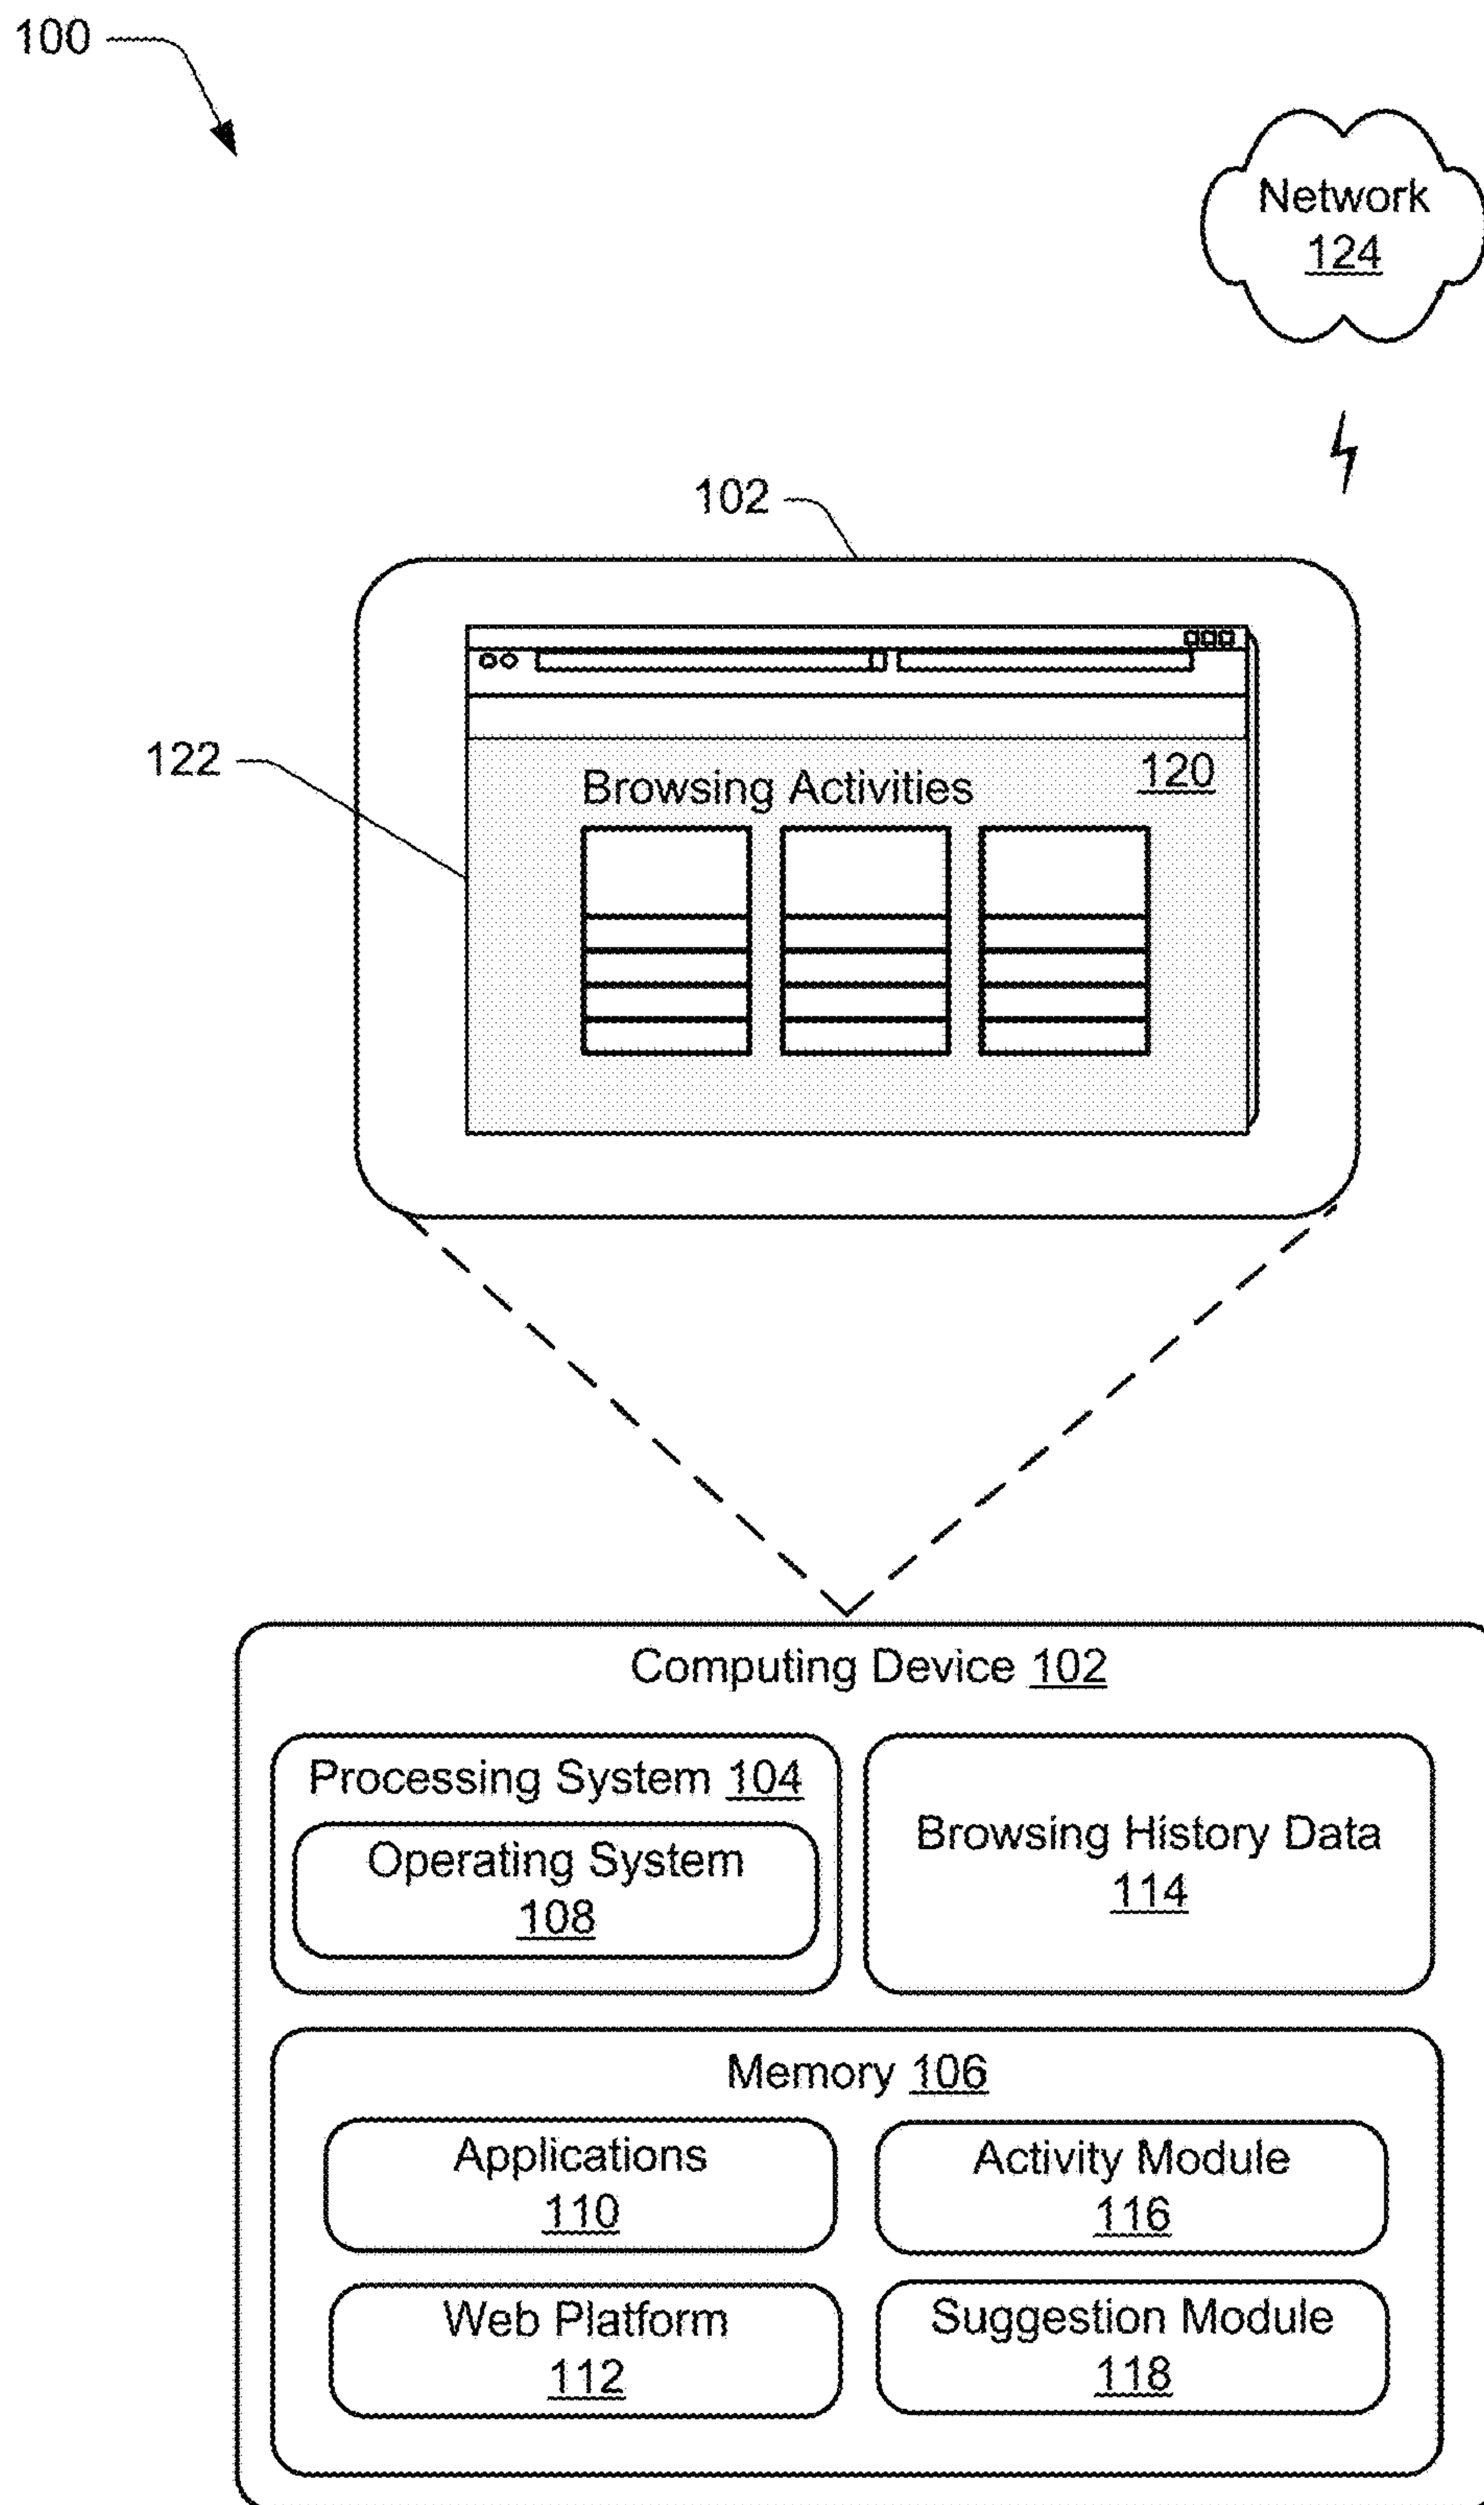 100
Network
124
102
122
120
Browsing Activities
Computing Device 102
Processing System 104
Operating System
108
Browsing History Data
114
Memory 106
Applications
110
Activity Module
116
Web Platform
112
Suggestion Module
118